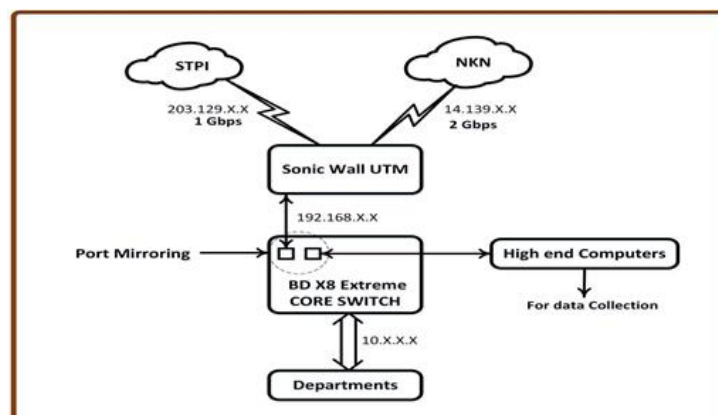 STPI
NKN
203.129.X.X
1 Gbps
14.139.X.X
2 Gbps
Sonic Wall UTM
192.168.X.X
Port Mirroring
High end Computers
BD X8 Extreme
CORE SWITCH
For data Collection
10.X.X.X
Departments